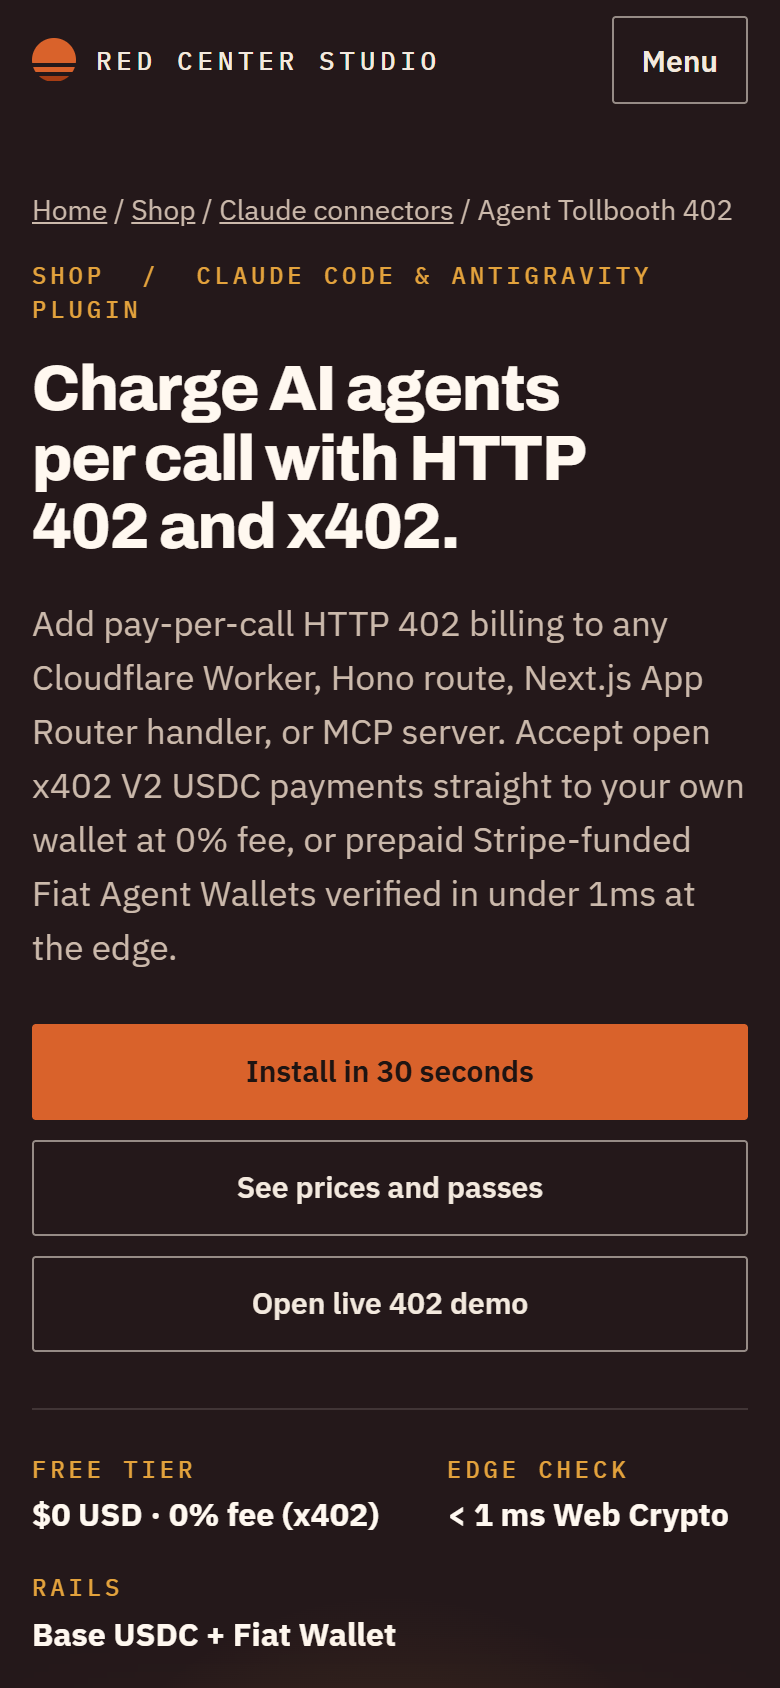 RED CENTER STUDIO
Menu
Home / Shop / Claude connectors / Agent Tollbooth 402
SHOP / CLAUDE CODE & ANTIGRAVITY
PLUGIN
Charge AI agents
per call with HTTP
402 and x402.
Add pay-per-call HTTP 402 billing to any
Cloudflare Worker, Hono route, Next.js App
Router handler, or MCP server. Accept open
x402 V2 USDC payments straight to your own
wallet at 0% fee, or prepaid Stripe-funded
Fiat Agent Wallets verified in under 1ms at
the edge.
Install in 30 seconds
See prices and passes
Open live 402 demo
FREE TIER
$0 USD · 0% fee (x402)
EDGE CHECK
< 1 ms Web Crypto
RAILS
Base USDC + Fiat Wallet